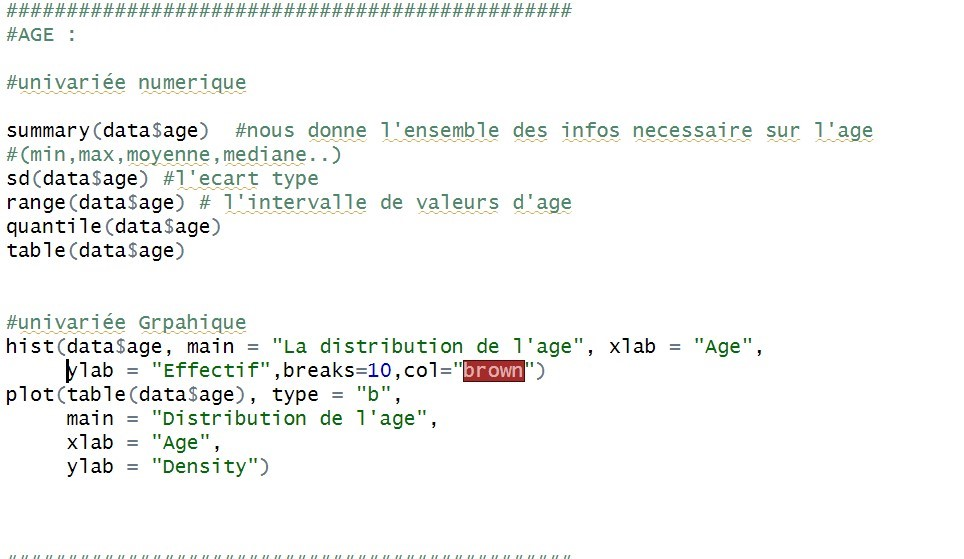 ###############################################
#AGE :
#univariée numerique
summary(data$age)  #nous donne l'ensemble des infos necessaire sur l'age
#(min,max,moyenne,mediane..)
sd(data$age) #l'ecart type
range(data$age) # l'intervalle de valeurs d'age
quantile(data$age)
table(data$age)
#univariée Grpahique
hist(data$age, main = "La distribution de l'age", xlab = "Age",
     ylab = "Effectif",breaks=10,col="brown")
plot(table(data$age), type = "b",
     main = "Distribution de l'age",
     xlab = "Age",
     ylab = "Density")
###############################################